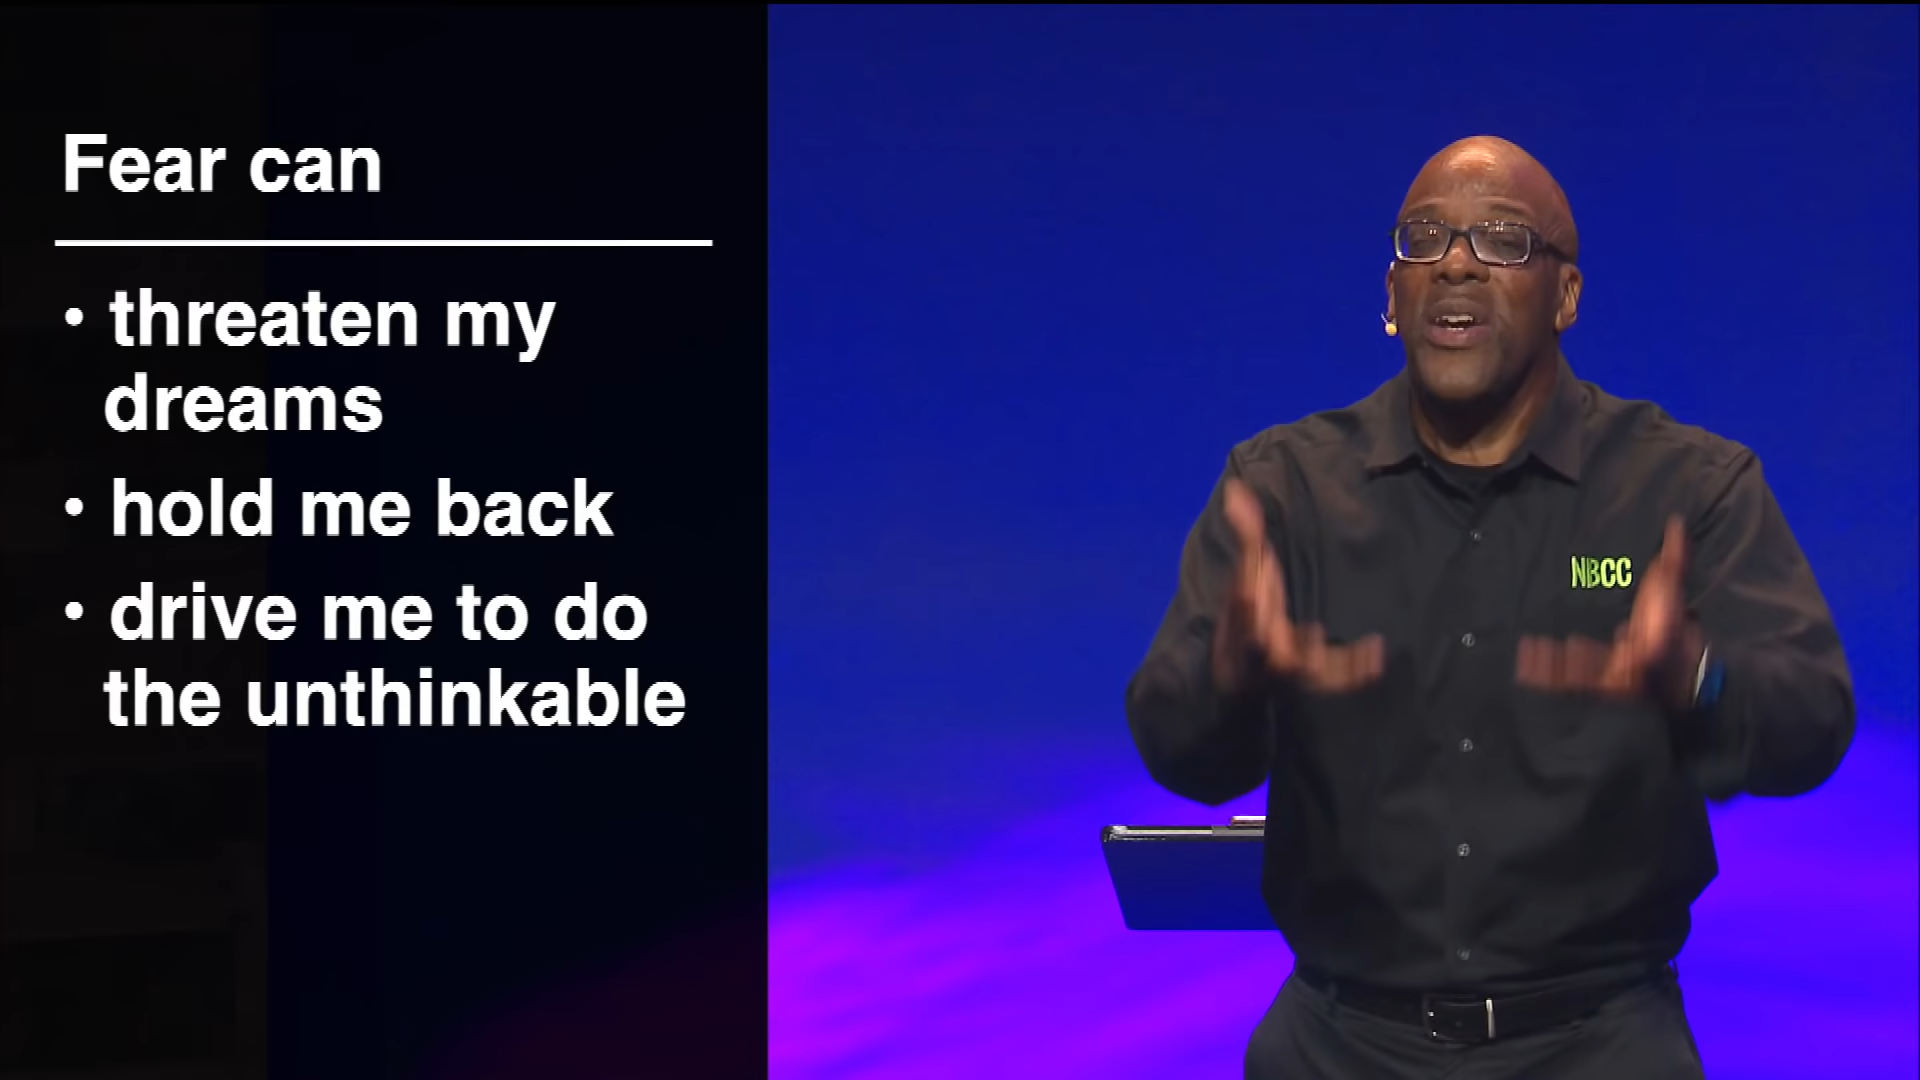 Fear can
• threaten my
dreams
• hold me back
• drive me to do
the unthinkable
NBCC